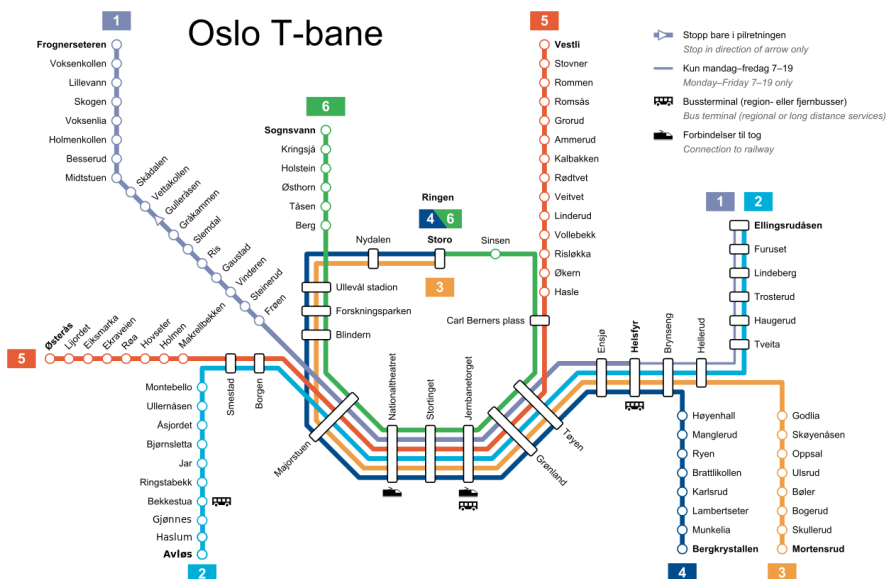 Oslo T-bane
1
Frognerseteren
Voksenkollen
Lillevann
Skogen
Voksenlia
Holmenkollen
Besserud
Midtstuen
Skådalen
Vettakollen
Gulleråsen
Gråkammen
Slemdal
Ris
Gaustad
Vinderen
Steinerud
Frøen
6
Sognsvann
Kringsjå
Holstein
Østhorn
Tåsen
Berg
Ringen
4 6
Nydalen
Storo
Sinsen
3
Ullevål stadion
Forskningsparken
Blindern
5
Vestli
Stovner
Rommen
Romsås
Grorud
Ammerud
Kalbakken
Rødtvet
Veitvet
Linderud
Vollebekk
Risløkka
Økern
Hasle
Carl Berners plass
Stopp bare i pilretningen
Stop in direction of arrow only
Kun mandag–fredag 7–19
Monday–Friday 7–19 only
Bussterminal (region- eller fjernbusser)
Bus terminal (regional or long distance services)
Forbindelser til tog
Connection to railway
1 2
Ellingsrudåsen
Furuset
Lindeberg
Trosterud
Haugerud
Tveita
5
Østerås
Lijordet
Eiksmarka
Ekraveien
Røa
Hovseter
Holmen
Makrellbekken
Smestad
Borgen
Montebello
Ullernåsen
Åsjordet
Bjørnsletta
Jar
Ringstabekk
Bekkestua
Gjønnes
Haslum
Avløs
2
Majorstuen
Nationaltheatret
Stortinget
Jernbanetorget
Grønland
Tøyen
Ensjø
Helsfyr
Brynseng
Hellerud
Høyenhall
Manglerud
Ryen
Brattlikollen
Karlsrud
Lambertseter
Munkelia
Bergkrystallen
4
Godlia
Skøyenåsen
Oppsal
Ulsrud
Bøler
Bogerud
Skullerud
Mortensrud
3